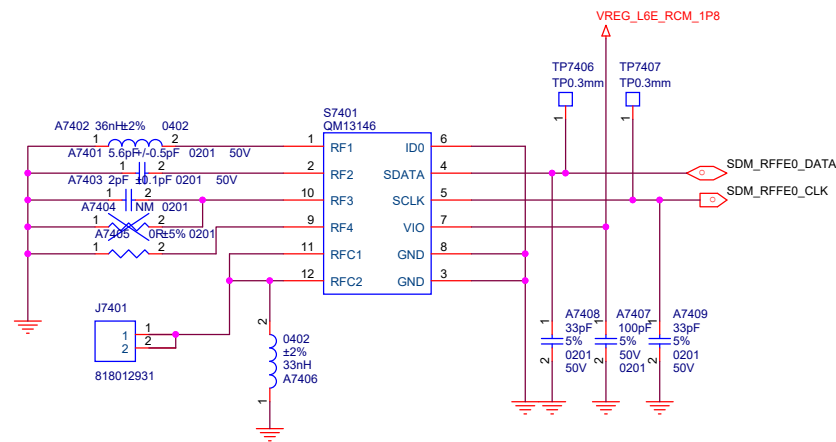 VREG_L6E_RCM_1P8
TP7406 TP7407
TP0.3mm TP0.3mm
1 1
S7401
QM13146
A7402 36nH±2% 0402
1 2
A7401 5.6pF+/-0.5pF 0201 50V
1 2
A7403 2pF ±0.1pF 0201 50V
1 2
A7404 NM 0201
1 2
A7405 0R±5% 0201
1 2
1 RF1 ID0 6
2 RF2 SDATA 4
10 RF3 SCLK 5
9 RF4 VIO 7
11 RFC1 GND 8
12 RFC2 GND 3
SDM_RFFE0_DATA
SDM_RFFE0_CLK
J7401
1 1
2 2
818012931
2
0402
±2%
33nH
A7406
1
A7408
1
33pF
5%
0201
2
50V
A7407
1
100pF
5%
50V
2
0201
A7409
1
33pF
5%
0201
2
50V